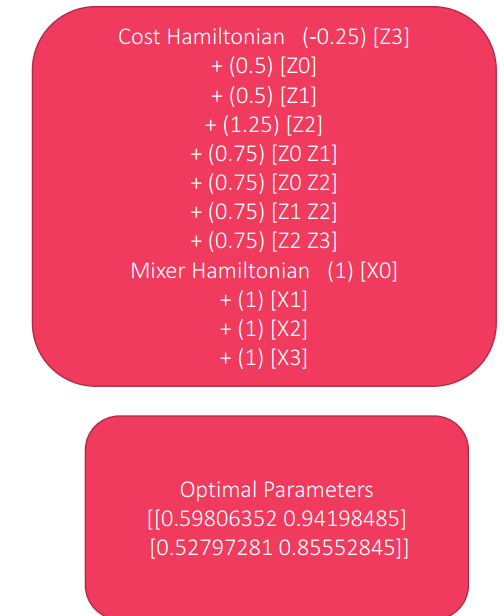 Cost Hamiltonian (-0.25) [Z3]
+ (0.5) [Z0]
+ (0.5) [Z1]
+ (1.25) [Z2]
+ (0.75) [Z0 Z1]
+ (0.75) [Z0 Z2]
+ (0.75) [Z1 Z2]
+ (0.75) [Z2 Z3]
Mixer Hamiltonian (1) [X0]
+ (1) [X1]
+ (1) [X2]
+ (1) [X3]
Optimal Parameters
[[0.59806352 0.94198485]
[0.52797281 0.85552845]]